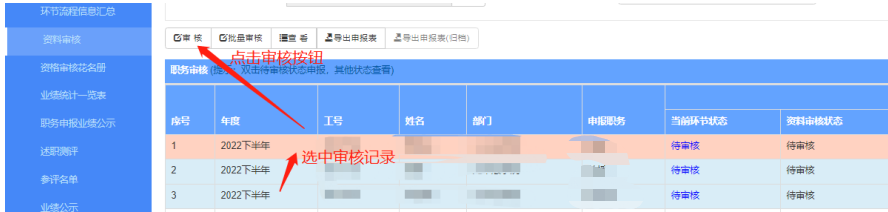 环节流程信息汇总
资料审核
资格审核花名册
业绩统计一览表
职务申报业绩公示
述职测评
参评名单
业绩公示
审 核 批量审核 查 看 导出申报表 导出申报表(归档)
点击审核按钮
职务审核 (提示：双击待审核状态申报，其他状态查看)
序号 年度 工号 姓名 部门 申报职务 当前环节状态 资料审核状态
1 2022下半年 待审核 待审核
选中审核记录
2 2022下半年 待审核 待审核
3 2022下半年 待审核 待审核